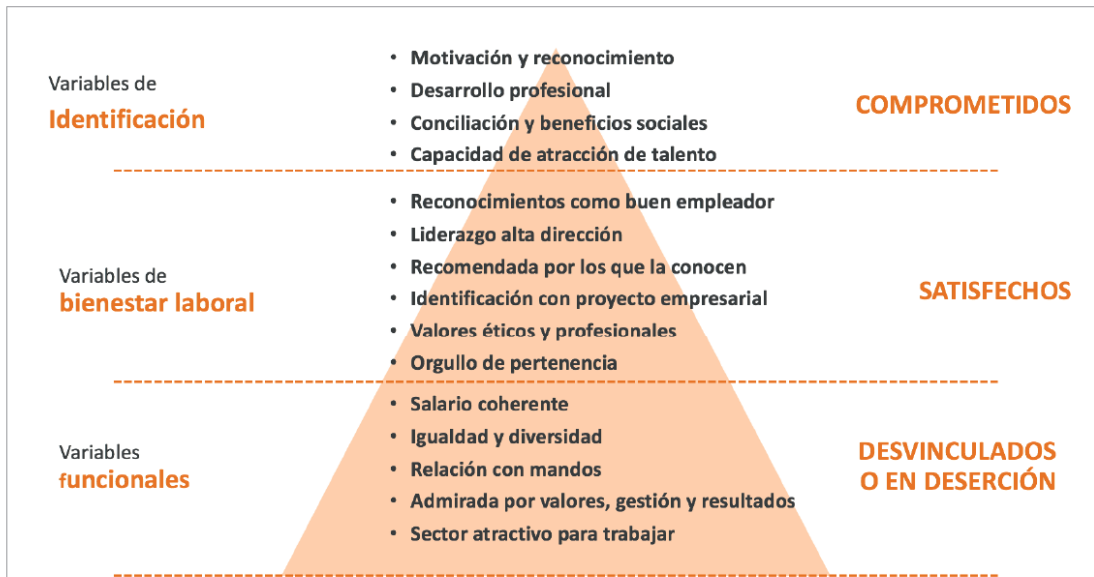 Variables de
Identificación
• Motivación y reconocimiento
• Desarrollo profesional
• Conciliación y beneficios sociales
• Capacidad de atracción de talento
COMPROMETIDOS
Variables de
bienestar laboral
• Reconocimientos como buen empleador
• Liderazgo alta dirección
• Recomendada por los que la conocen
• Identificación con proyecto empresarial
• Valores éticos y profesionales
• Orgullo de pertenencia
SATISFECHOS
Variables
funcionales
• Salario coherente
• Igualdad y diversidad
• Relación con mandos
• Admirada por valores, gestión y resultados
• Sector atractivo para trabajar
DESVINCULADOS
O EN DESERCIÓN